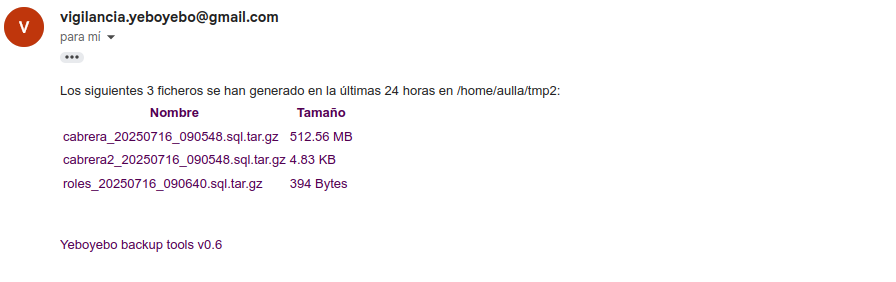 V
vigilancia.yeboyebo@gmail.com
para mí
Los siguientes 3 ficheros se han generado en la últimas 24 horas en /home/aulla/tmp2:
Nombre Tamaño
cabrera_20250716_090548.sql.tar.gz 512.56 MB
cabrera2_20250716_090548.sql.tar.gz 4.83 KB
roles_20250716_090640.sql.tar.gz 394 Bytes
Yeboyebo backup tools v0.6